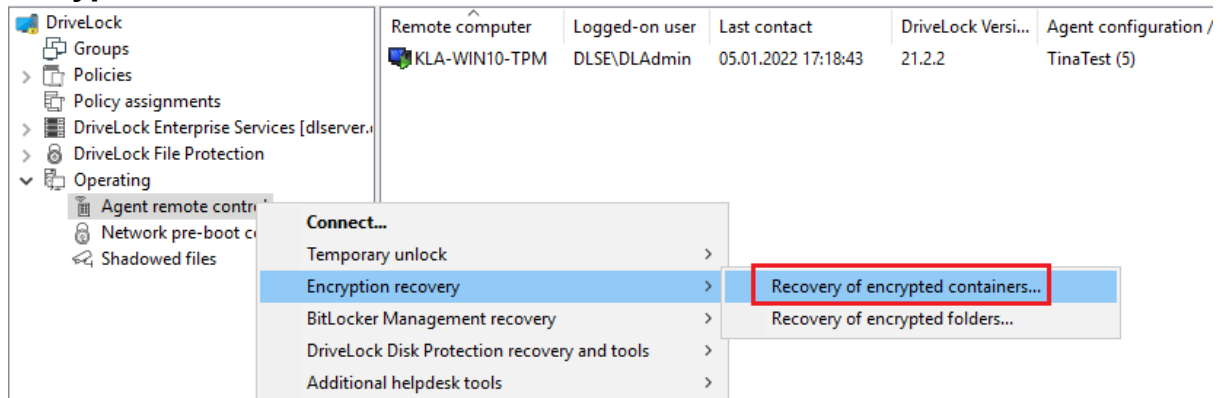 DriveLock
Groups
Policies
Policy assignments
DriveLock Enterprise Services [dlserver.
DriveLock File Protection
Operating
Agent remote contr
Network pre-boot c
Shadowed files
Remote computer Logged-on user Last contact DriveLock Versi... Agent configuration /
KLA-WIN10-TPM DLSE\DLAdmin 05.01.2022 17:18:43 21.2.2 TinaTest (5)
Connect...
Temporary unlock
Encryption recovery
BitLocker Management recovery
DriveLock Disk Protection recovery and tools
Additional helpdesk tools
Recovery of encrypted containers...
Recovery of encrypted folders...